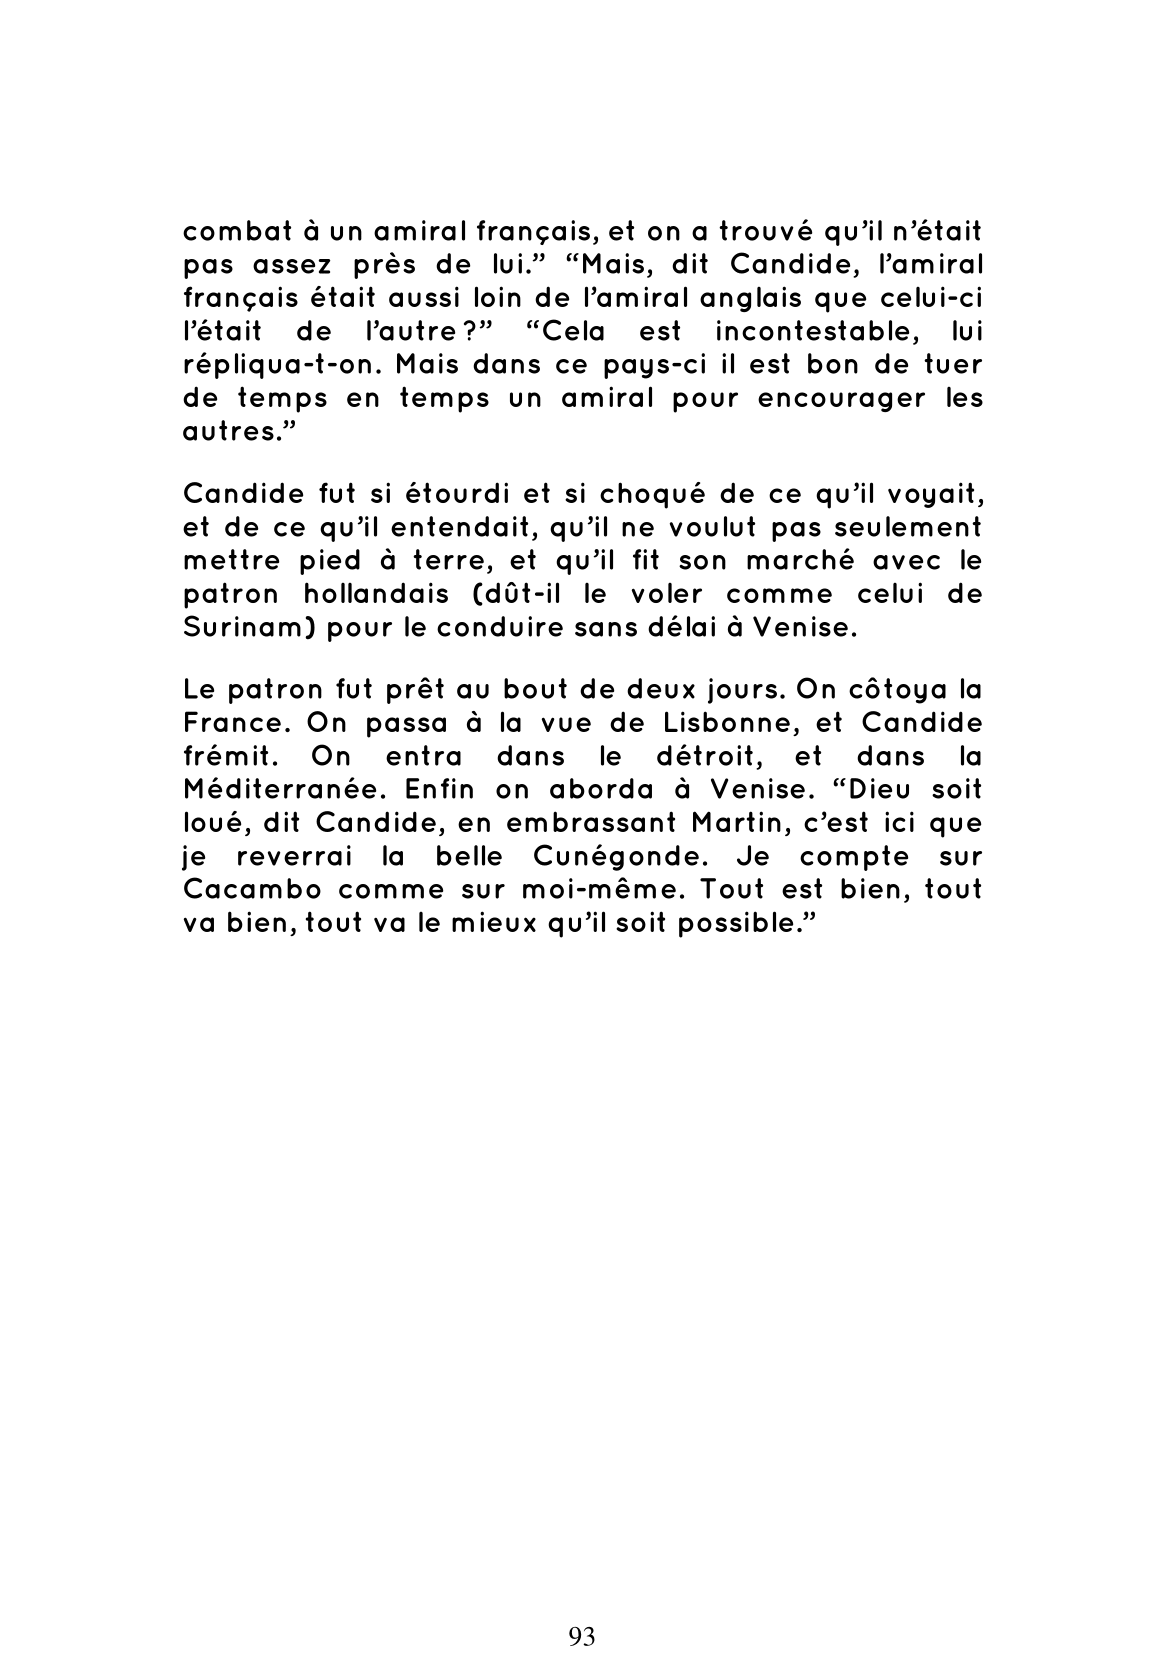 combat à un amiral français, et on a trouvé qu’il n’était
pas assez près de lui.” “Mais, dit Candide, l’amiral
français était aussi loin de l’amiral anglais que celui-ci
l’était de l’autre ?” “Cela est incontestable, lui
répliqua-t-on. Mais dans ce pays-ci il est bon de tuer
de temps en temps un amiral pour encourager les
autres.”
Candide fut si étourdi et si choqué de ce qu’il voyait,
et de ce qu’il entendait, qu’il ne voulut pas seulement
mettre pied à terre, et qu’il fit son marché avec le
patron hollandais (dût-il le voler comme celui de
Surinam) pour le conduire sans délai à Venise.
Le patron fut prêt au bout de deux jours. On côtoya la
France. On passa à la vue de Lisbonne, et Candide
frémit. On entra dans le détroit, et dans la
Méditerranée. Enfin on aborda à Venise. “Dieu soit
loué, dit Candide, en embrassant Martin, c’est ici que
je reverrai la belle Cunégonde. Je compte sur
Cacambo comme sur moi-même. Tout est bien, tout
va bien, tout va le mieux qu’il soit possible.”
93